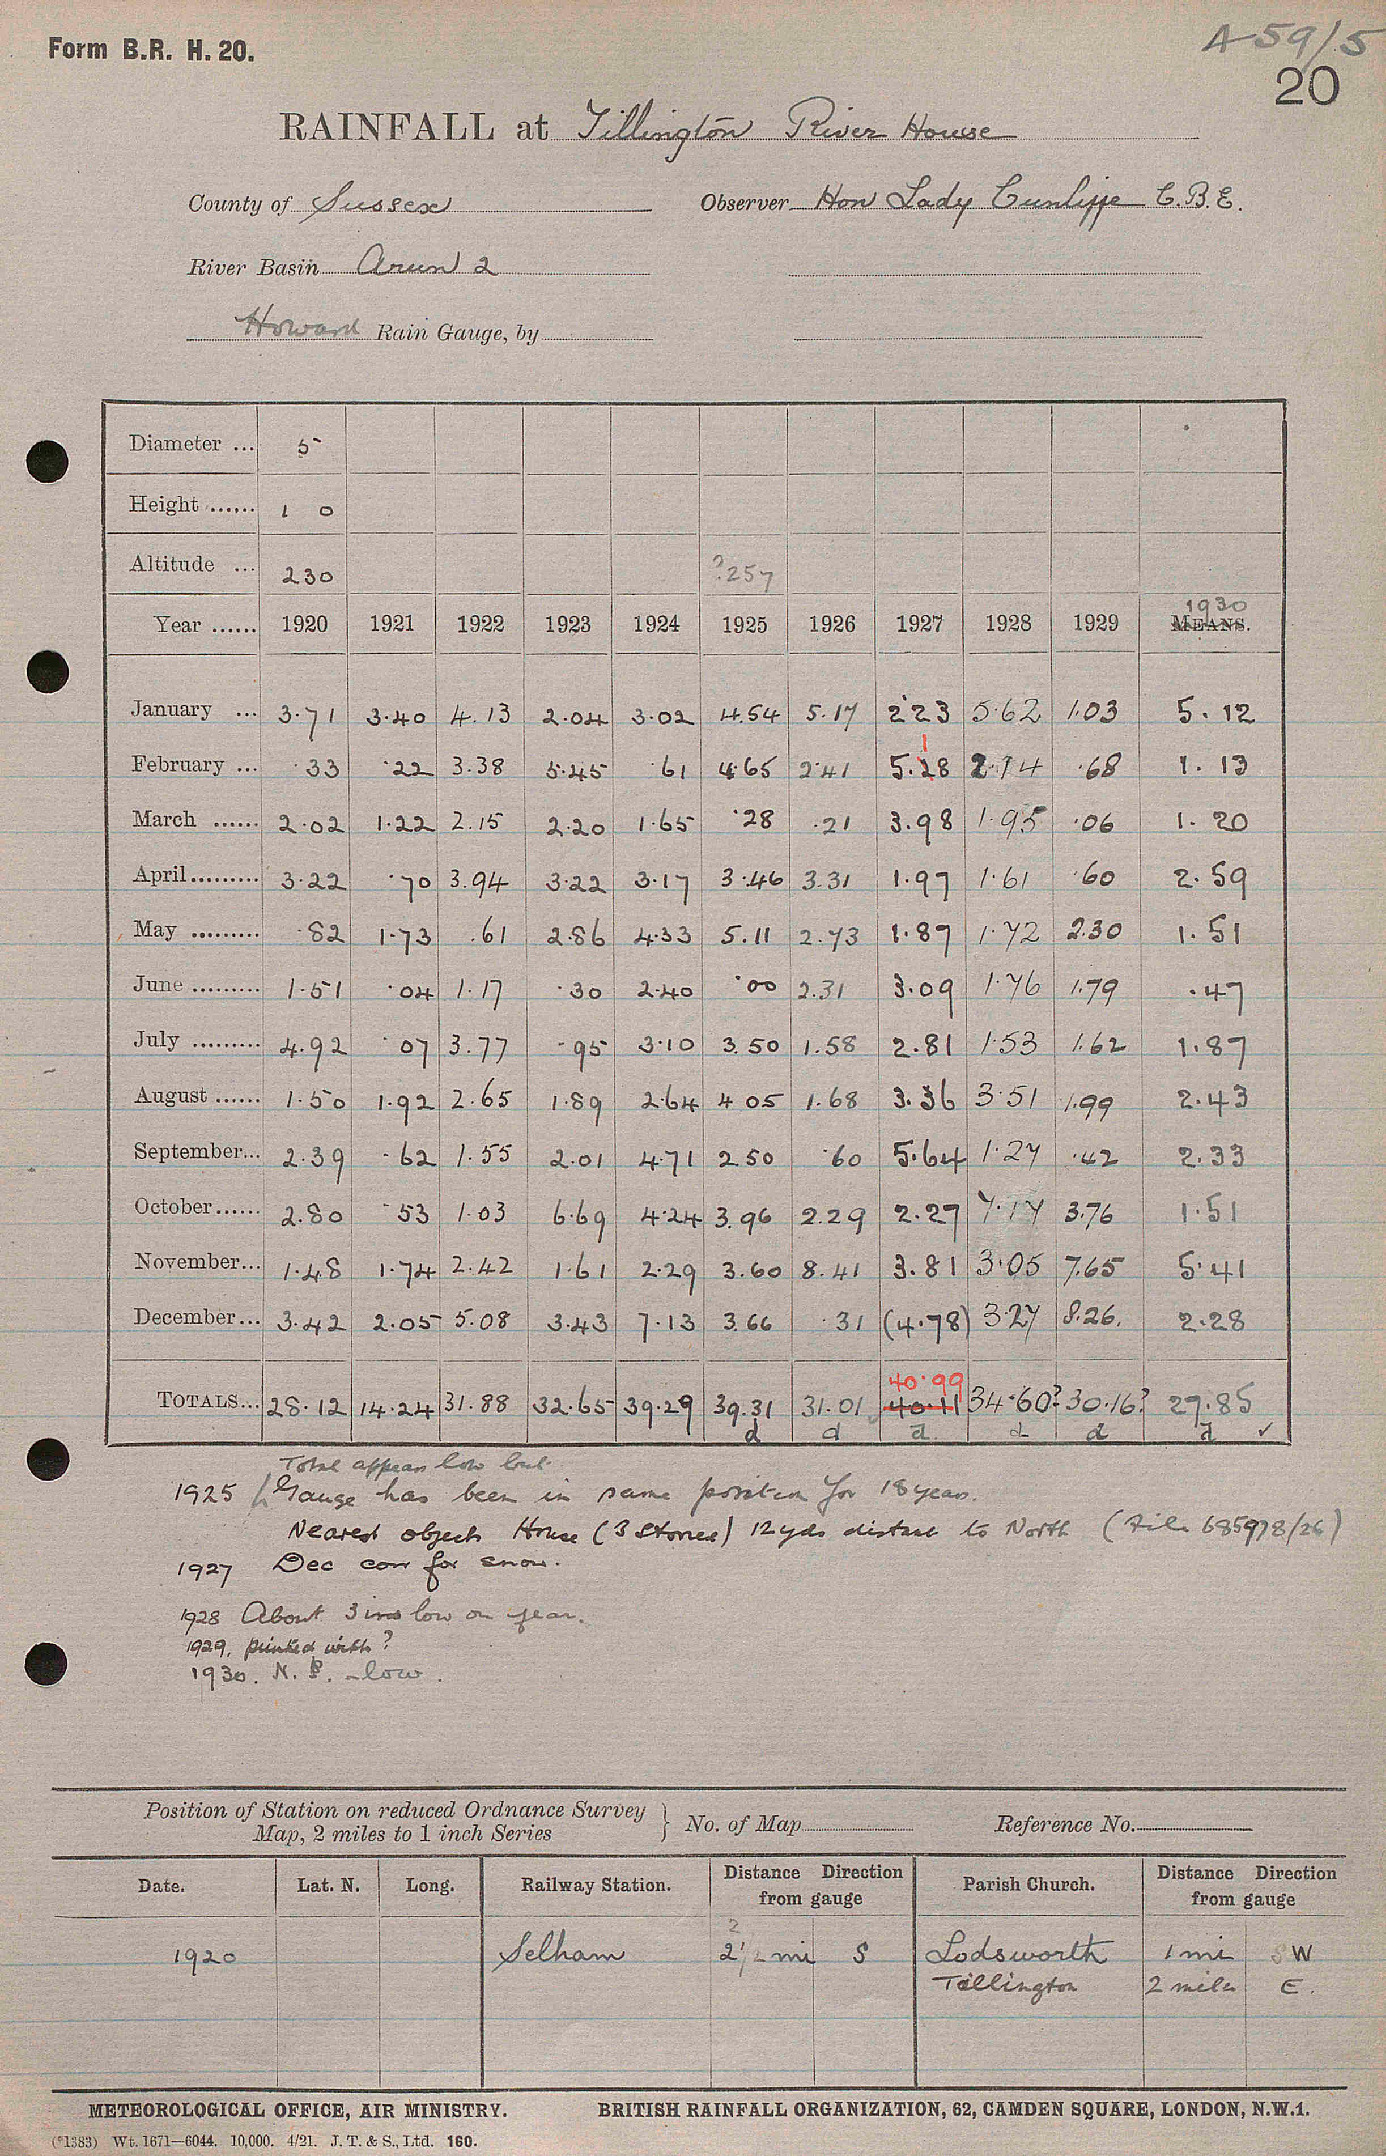 Form B.R. H. 20.
A 59/5
20
RAINFALL at Tillington River House
County of Sussex Observer Hon Lady Cunliffe C.B.E.
River Basin Arun 2
Howard Rain Gauge, by
Diameter ... 5
Height ...... 1 0
Altitude ... 230 ?257
Year ...... 1920 1921 1922 1923 1924 1925 1926 1927 1928 1929 MEANS. 1930
January ... 3.71 3.40 4.13 2.04 3.02 4.54 5.17 2.23 5.62 1.03 5.12
February ... .33 .22 3.38 5.45 .61 4.65 2.41 5.28 1 2.14 .68 1.13
March ...... 2.02 1.22 2.15 2.20 1.65 .28 .21 3.98 1.95 .06 1.20
April ......... 3.22 .70 3.94 3.22 3.17 3.46 3.31 1.97 1.61 .60 2.59
May ......... .82 1.73 .61 2.86 4.33 5.11 2.73 1.87 1.72 2.30 1.51
June ......... 1.51 .04 1.17 .30 2.40 .00 2.31 3.09 1.76 1.79 .47
July ......... 4.92 .07 3.77 .95 3.10 3.50 1.58 2.81 1.53 1.62 1.87
August ...... 1.50 1.92 2.65 1.89 2.64 4 05 1.68 3.36 3.51 1.99 2.43
September... 2.39 .62 1.55 2.01 4.71 2.50 .60 5.64 1.27 .42 2.33
October...... 2.80 .53 1.03 6.69 4.24 3.96 2.29 2.27 7.17 3.76 1.51
November... 1.48 1.74 2.42 1.61 2.29 3.60 8.41 3.81 3.05 7.65 5.41
December... 3.42 2.05 5.08 3.43 7.13 3.66 .31 (4.78) 3.27 8.26. 2.28
40.99
TOTALS... 28.12 14.24 31.88 32.65 39.29 39.31 31.01 40.11 34.60? 30.16? 27.85
d d d d d d ✓
Total appears low but
1925 Gauge has been in same position for 18 years.
Nearest objects House (3 stories) 12 yds distant to North (File 685978/26)
1927 Dec corr for snow.
1928 About 3 ins low on year.
1929. printed with ?
1930. N. P. - low.
Position of Station on reduced Ordnance Survey
Map, 2 miles to 1 inch Series } No. of Map Reference No.
Date. Lat. N. Long. Railway Station. Distance Direction from gauge Parish Church. Distance Direction from gauge
2
1920 Selham 2½ mi S Lodsworth 1 mi SW
Tillington 2 miles E.
METEOROLOGICAL OFFICE, AIR MINISTRY. BRITISH RAINFALL ORGANIZATION, 62, CAMDEN SQUARE, LONDON, N.W.1.
(*1383) Wt. 1671—6044. 10,000. 4/21. J. T. & S., Ltd. 160.